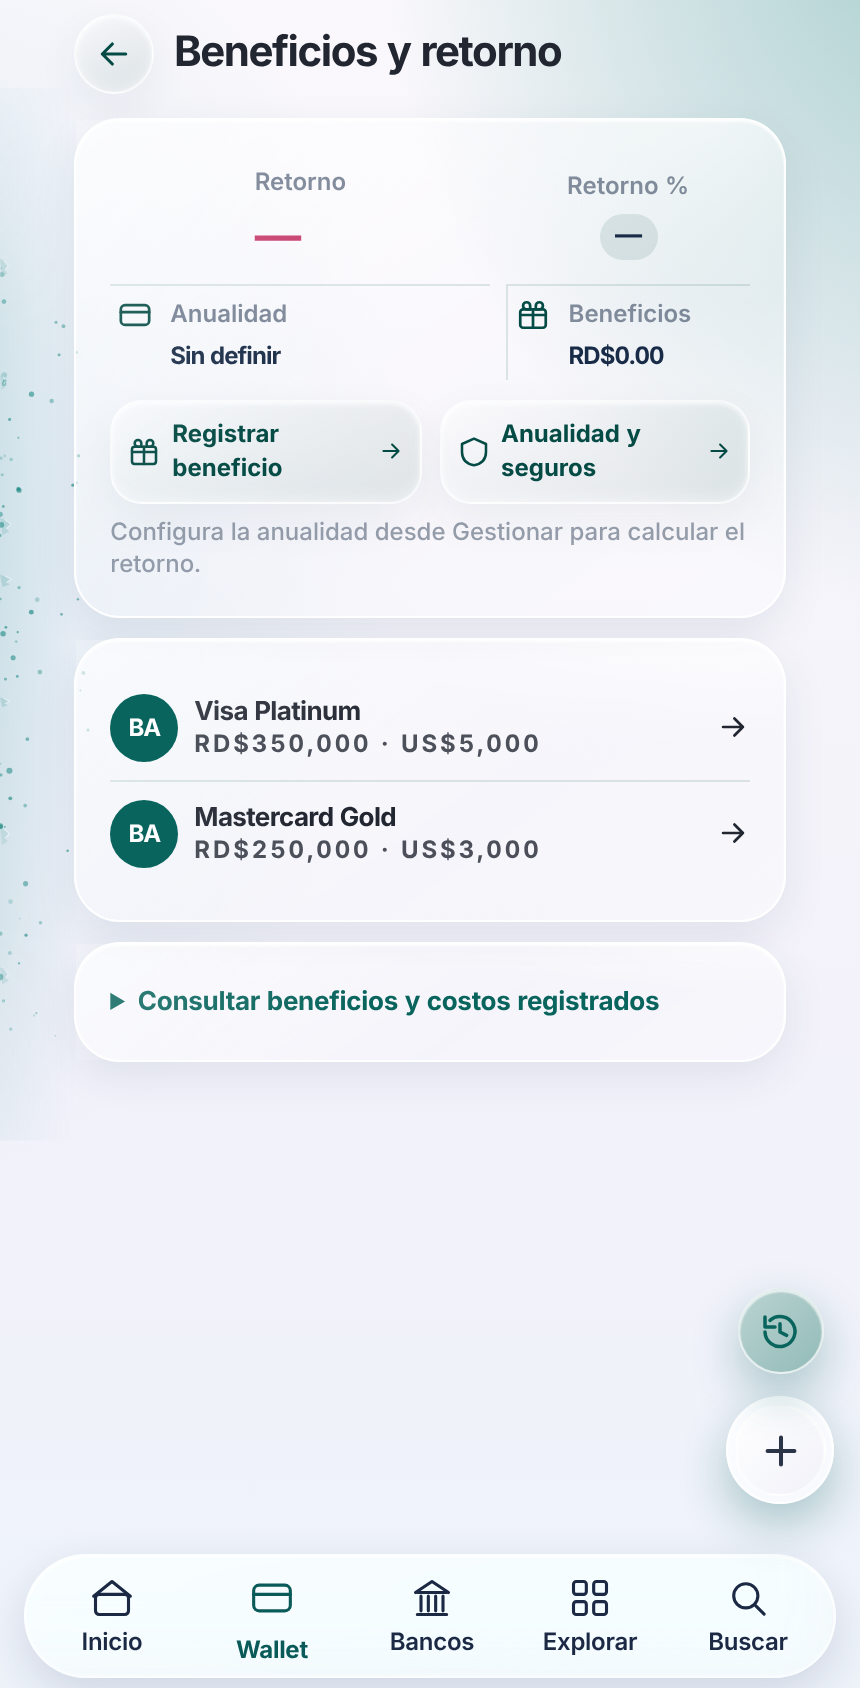 Beneficios y retorno
Retorno
Retorno %
—
—
Anualidad
Sin definir
Beneficios
RD$0.00
Registrar
beneficio
Anualidad y
seguros
Configura la anualidad desde Gestionar para calcular el
retorno.
BA
Visa Platinum
RD$350,000 · US$5,000
BA
Mastercard Gold
RD$250,000 · US$3,000
Consultar beneficios y costos registrados
Inicio
Wallet
Bancos
Explorar
Buscar